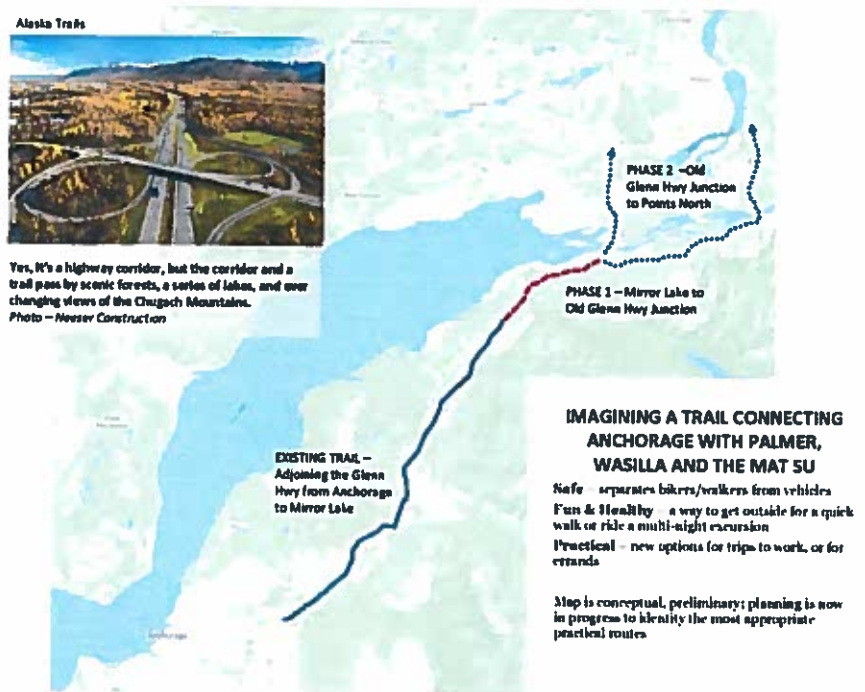 Alaska Trails
Yes, it's a highway corridor, but the corridor and a
trail pass by scenic forests, a series of lakes, and ever
changing views of the Chugach Mountains.
Photo – Neeser Construction
PHASE 2 –Old
Glenn Hwy Junction
to Points North
PHASE 1 – Mirror Lake to
Old Glenn Hwy Junction
EXISTING TRAIL –
Adjoining the Glenn
Hwy from Anchorage
to Mirror Lake
Anchorage
IMAGINING A TRAIL CONNECTING
ANCHORAGE WITH PALMER,
WASILLA AND THE MAT SU
Safe – separates bikers/walkers from vehicles
Fun & Healthy – a way to get outside for a quick
walk or ride a multi-night excursion
Practical – new options for trips to work, or for
errands
Map is conceptual, preliminary; planning is now
in progress to identify the most appropriate
practical routes